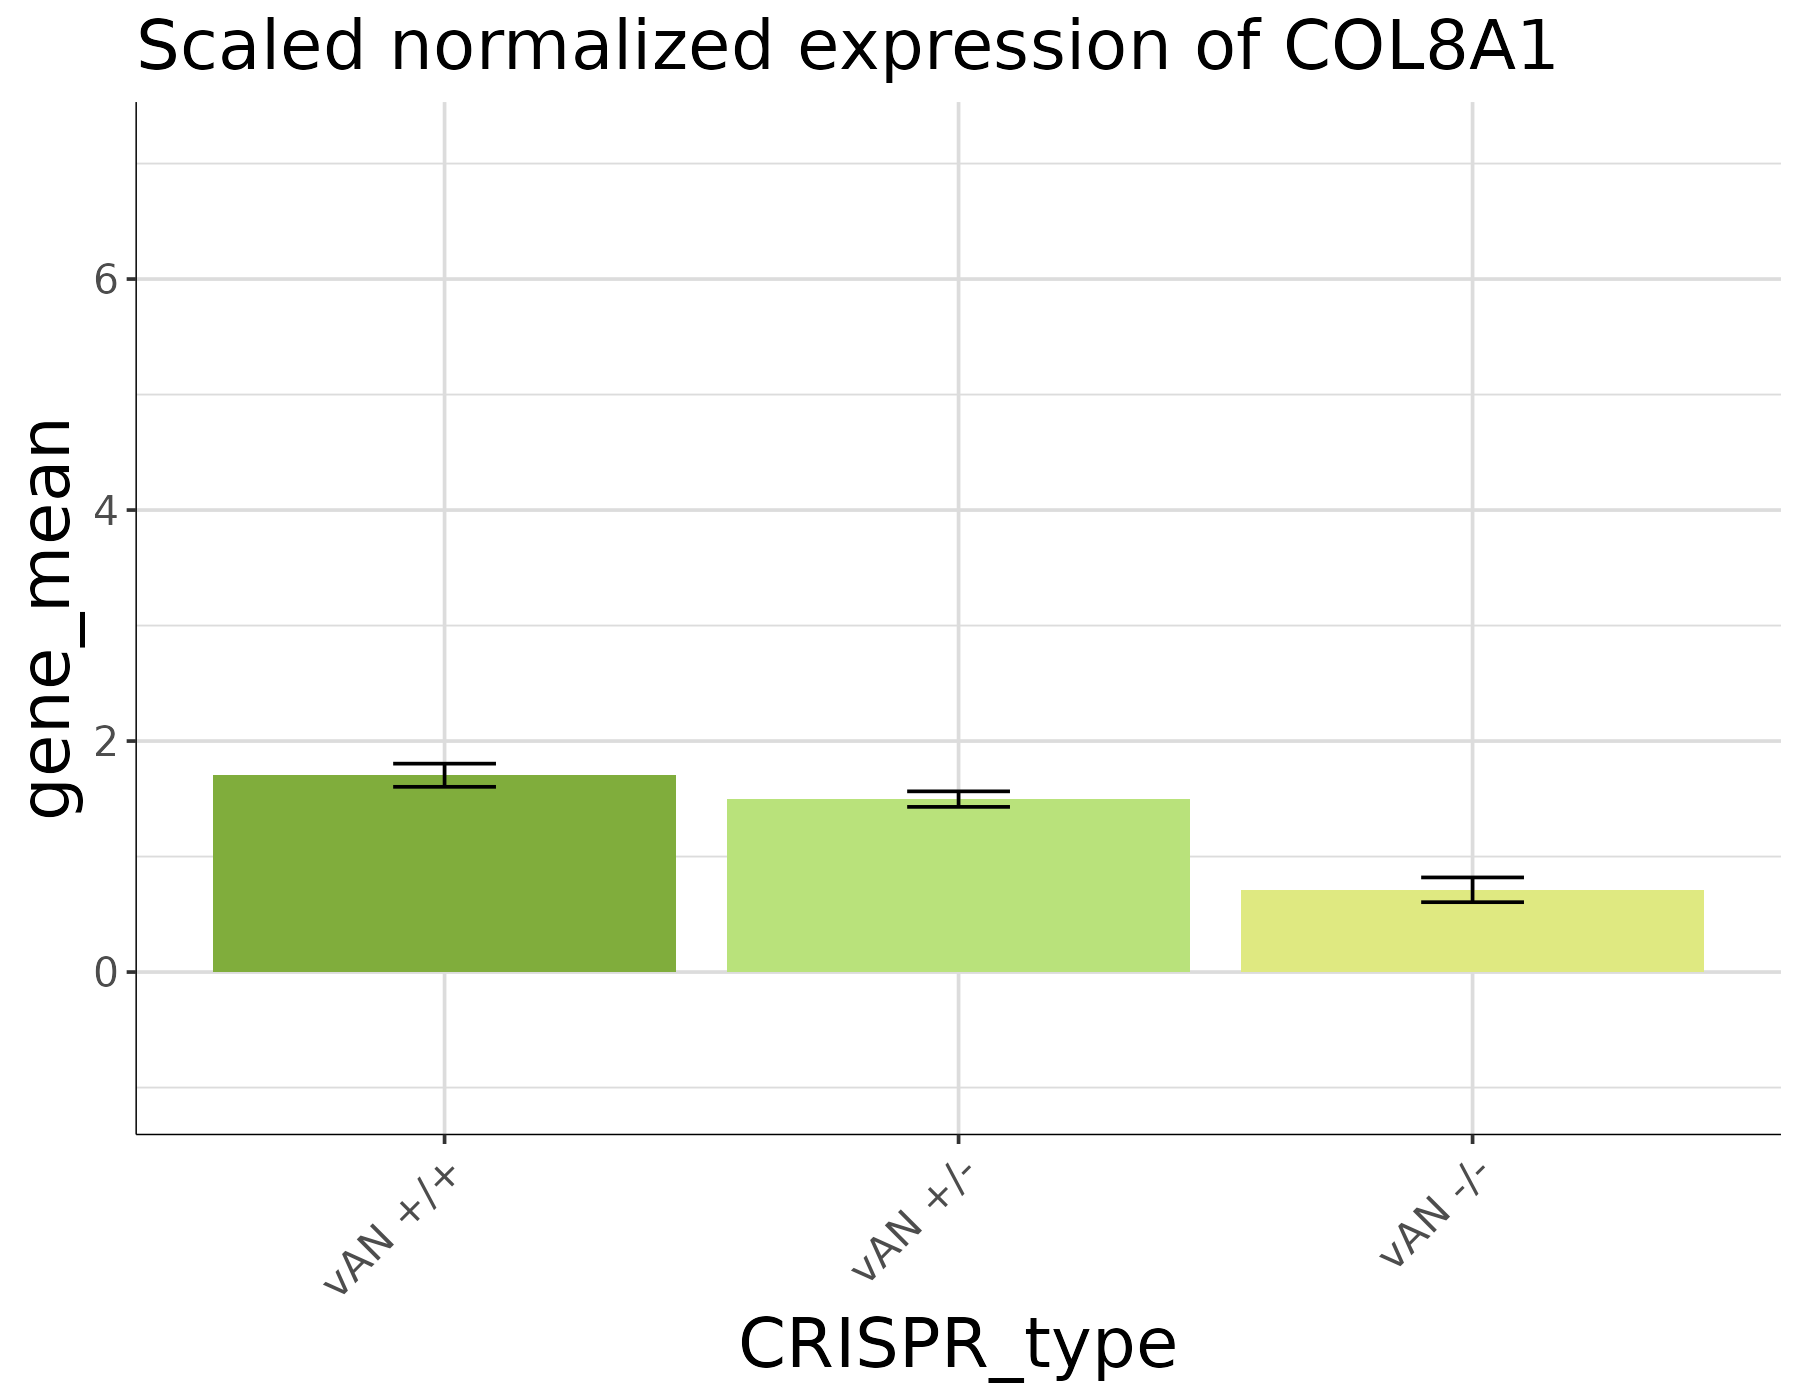 Scaled normalized expression of COL8A1
gene_mean
6
4
2
0
vAN +/+
vAN +/-
vAN -/-
CRISPR_type